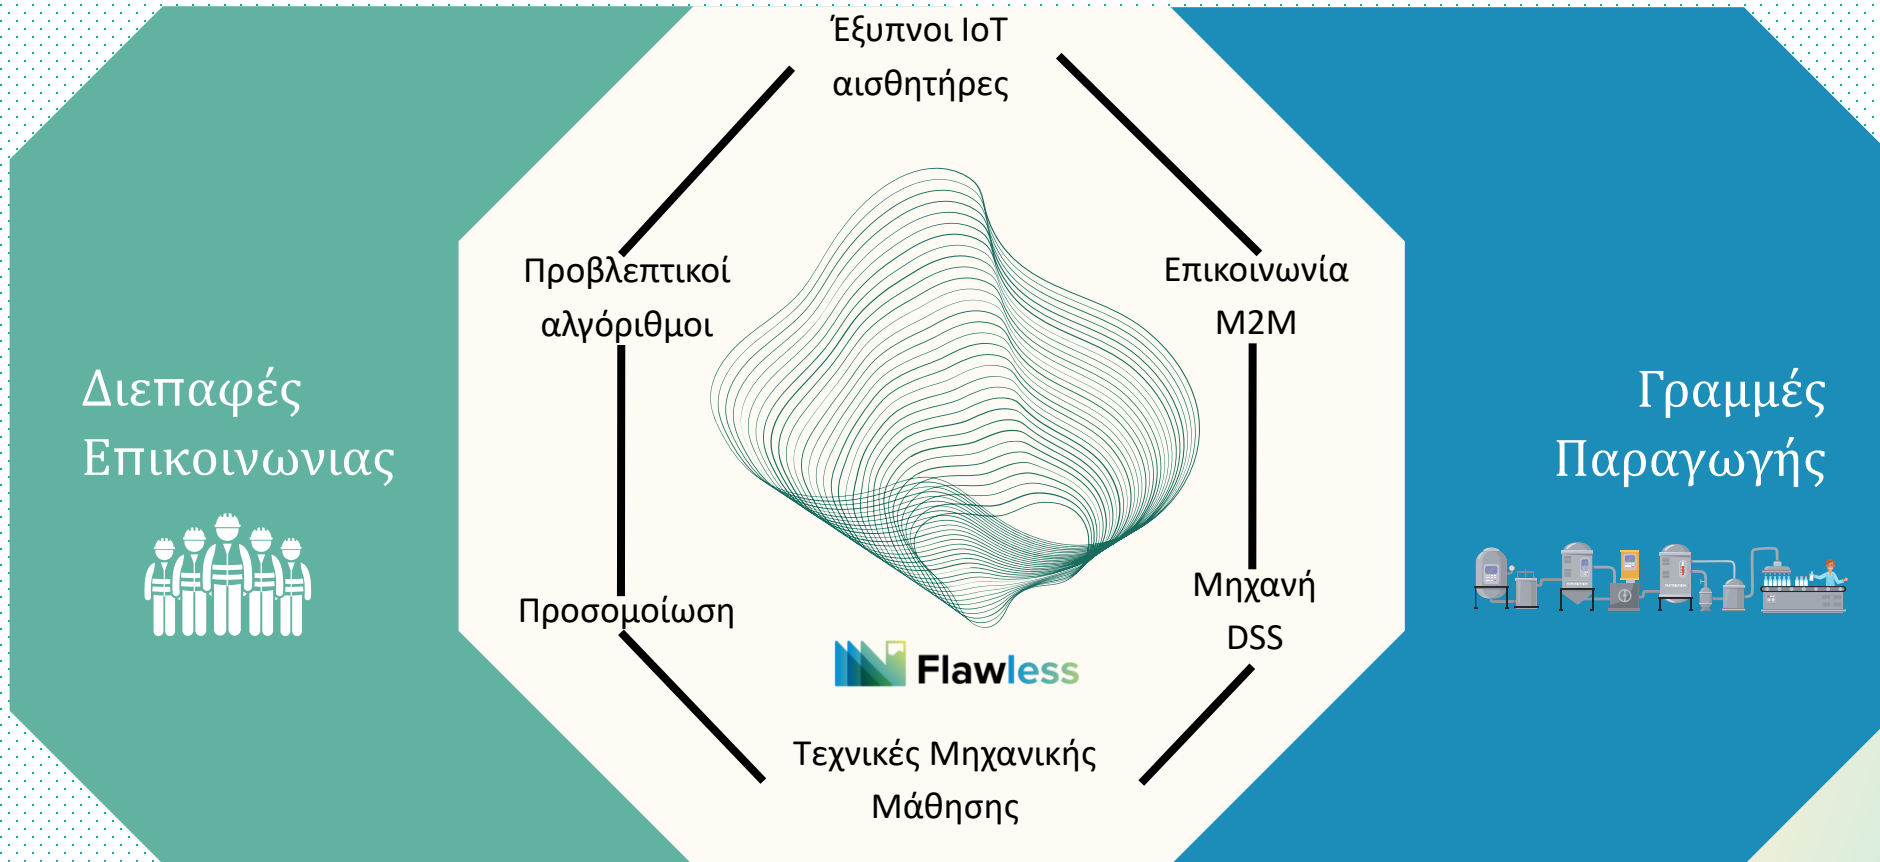 Έξυπνοι IoT
αισθητήρες
Προβλεπτικοί
αλγόριθμοι
Επικοινωνία
M2M
Διεπαφές
Επικοινωνιας
Γραμμές
Παραγωγής
Προσομοίωση
Μηχανή
DSS
Flawless
Τεχνικές Μηχανικής
Μάθησης